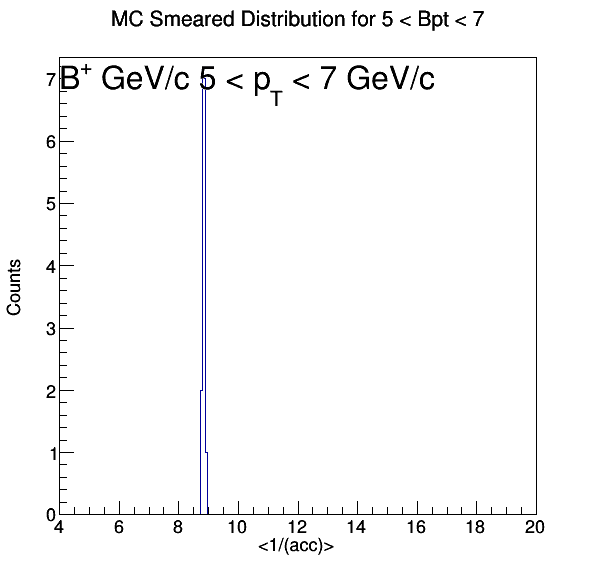 MC Smeared Distribution for 5 < Bpt < 7
B⁺ GeV/c 5 < p_T < 7 GeV/c
7
6
5
4
3
2
1
0
Counts
4 6 8 10 12 14 16 18 20
<1/(acc)>